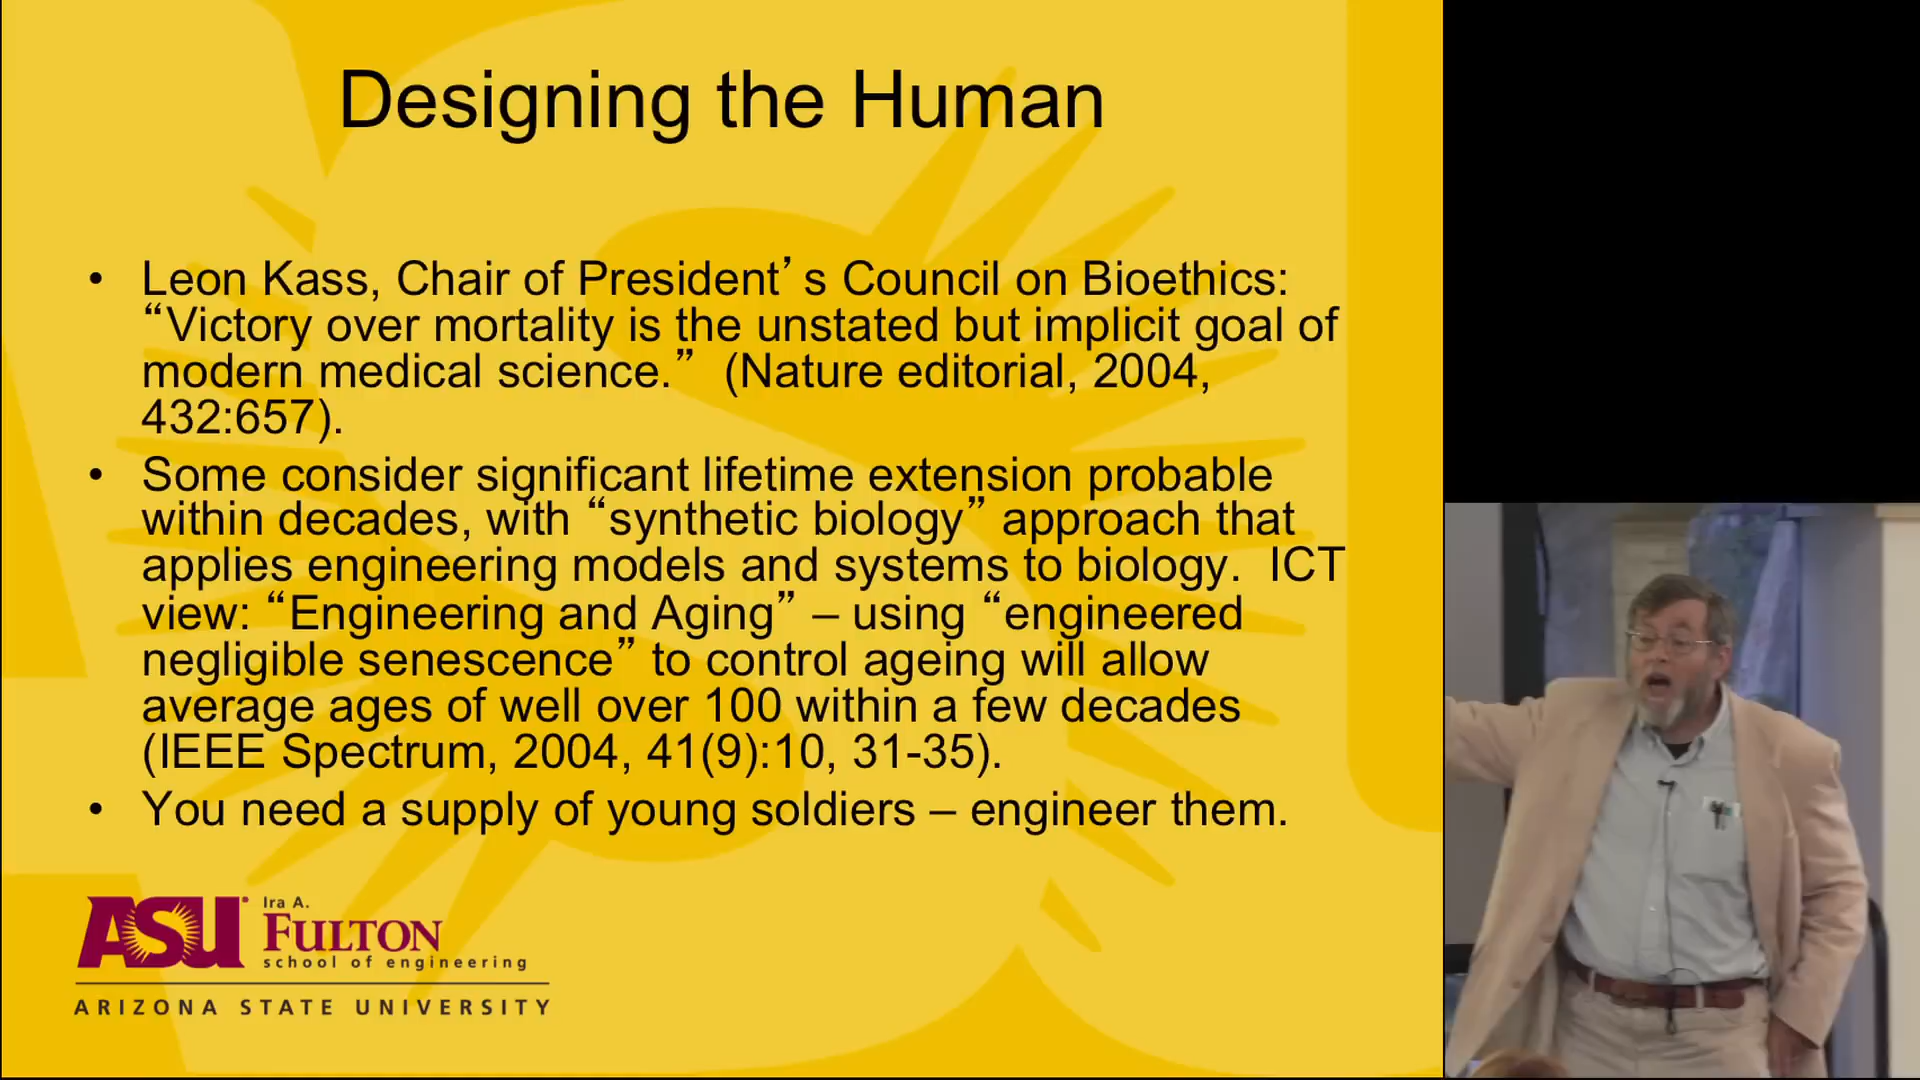 Designing the Human
• Leon Kass, Chair of President’s Council on Bioethics:
“Victory over mortality is the unstated but implicit goal of
modern medical science.” (Nature editorial, 2004,
432:657).
• Some consider significant lifetime extension probable
within decades, with “synthetic biology” approach that
applies engineering models and systems to biology. ICT
view: “Engineering and Aging” – using “engineered
negligible senescence” to control ageing will allow
average ages of well over 100 within a few decades
(IEEE Spectrum, 2004, 41(9):10, 31-35).
• You need a supply of young soldiers – engineer them.
ASU
Ira A.
FULTON
school of engineering
ARIZONA STATE UNIVERSITY